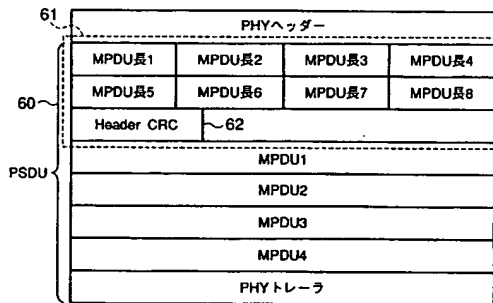 61
PHYヘッダー
MPDU長1 MPDU長2 MPDU長3 MPDU長4
60
MPDU長5 MPDU長6 MPDU長7 MPDU長8
Header CRC 62
MPDU1
PSDU
MPDU2
MPDU3
MPDU4
PHYトレーラ